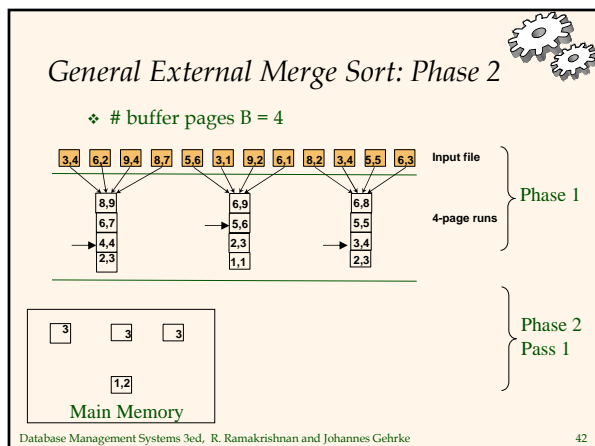 General External Merge Sort: Phase 2
❖ # buffer pages B = 4
3,4 6,2 9,4 8,7 5,6 3,1 9,2 6,1 8,2 3,4 5,5 6,3 Input file
Phase 1
8,9 6,9 6,8
6,7 5,6 5,5 4-page runs
4,4 2,3 3,4
2,3 1,1 2,3
Phase 2
Pass 1
3 3 3
1,2
Main Memory
Database Management Systems 3ed, R. Ramakrishnan and Johannes Gehrke 42